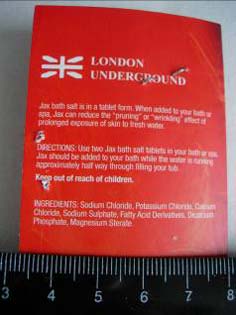 LONDON
UNDERGROUND
Jax bath salt is in a tablet form. When added to your bath or
spa, Jax can reduce the "pruning" or "wrinkling" affect of
prolonged exposure of skin to fresh water.
DIRECTIONS: Use two Jax bath salt tablets in your bath or spa.
Jax should be added to your bath while the water is running
approximately half way through filling your tub.
Keep out of reach of children.
INGREDIENTS: Sodium Chloride, Potassium Chloride, Calcium
Chloride, Sodium Sulphate, Fatty Acid Derivatives, Dicalcium
Phosphate, Magnesium Sterate.
3 4 5 6 7 8